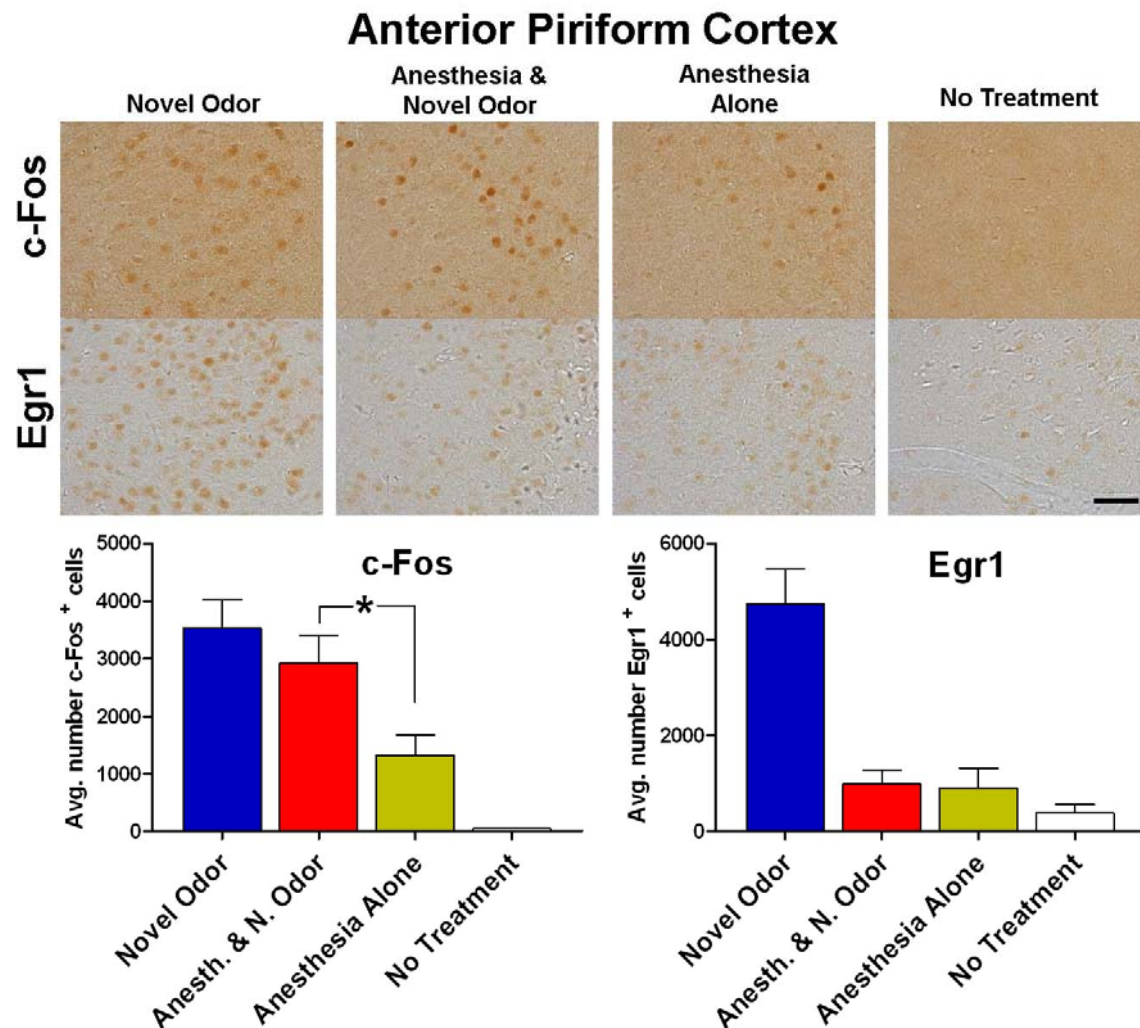 Anterior Piriform Cortex
Novel Odor
Anesthesia &
Novel Odor
Anesthesia
Alone
No Treatment
c-Fos
Egr1
c-Fos
Avg. number c-Fos + cells
5000
4000
3000
2000
1000
0
*
Novel Odor
Anesth. & N. Odor
Anesthesia Alone
No Treatment
Egr1
Avg. number Egr1 + cells
6000
4000
2000
0
Novel Odor
Anesth. & N. Odor
Anesthesia Alone
No Treatment